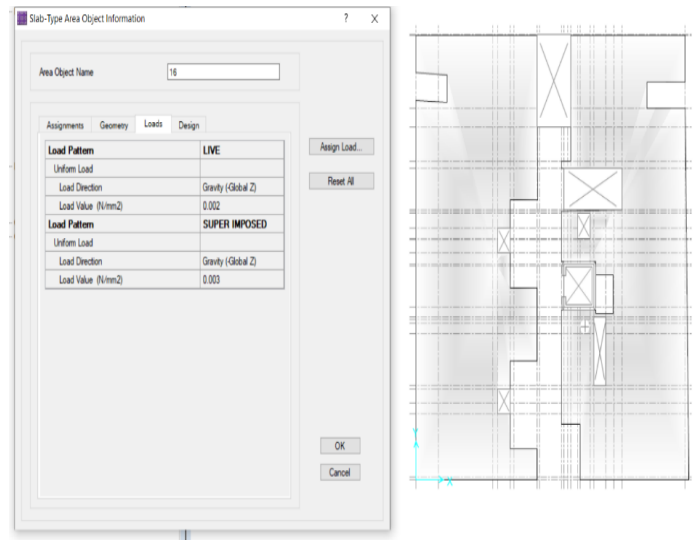 Slab-Type Area Object Information
? X
Area Object Name 16
Assignments Geometry Loads Design
Load Pattern LIVE
Uniform Load
Load Direction Gravity (-Global Z)
Load Value (N/mm2) 0.002
Load Pattern SUPER IMPOSED
Uniform Load
Load Direction Gravity (-Global Z)
Load Value (N/mm2) 0.003
Assign Load...
Reset All
OK
Cancel
Y
X